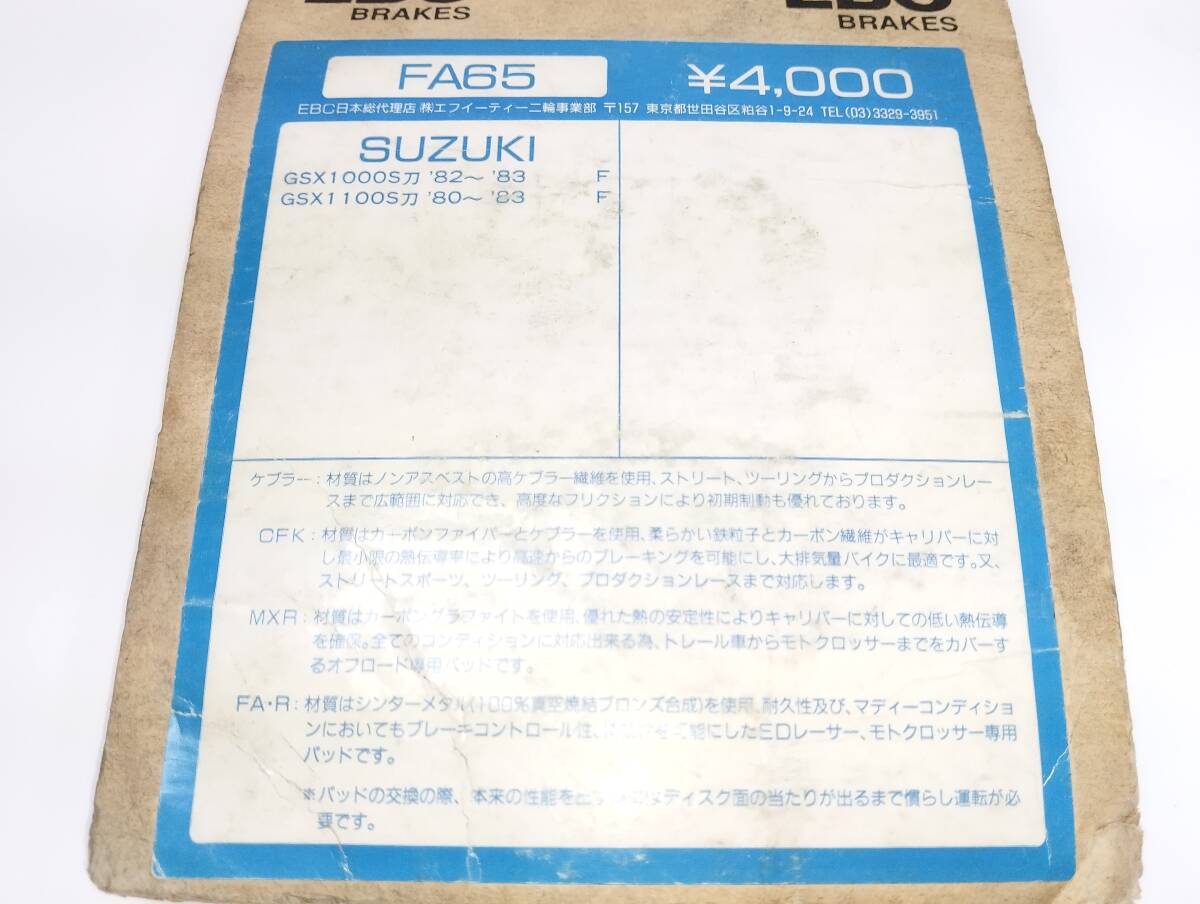 EBC
BRAKES
EBC
BRAKES
FA65
¥4,000
EBC日本総代理店 ㈱エフイーティー二輪事業部 〒157 東京都世田谷区粕谷1-9-24 TEL(03)3329-3951
SUZUKI
GSX1000S刀 '82〜 '83 F
GSX1100S刀 '80〜 '83 F
ケブラー:材質はノンアスベストの高ケブラー繊維を使用、ストリート、ツーリングからプロダクションレー
スまで広範囲に対応でき、高度なフリクションにより初期制動も優れております。
CFK:材質はカーボンファイバーとケブラーを使用、柔らかい鉄粒子とカーボン繊維がキャリパーに対
し最小限の熱伝導率により高速からのブレーキングを可能にし、大排気量バイクに最適です。又、
ストリートスポーツ、ツーリング、プロダクションレースまで対応します。
MXR:材質はカーボングラファイトを使用、優れた熱の安定性によりキャリパーに対しての低い熱伝導
を確保。全てのコンディションに対応出来る為、トレール車からモトクロッサーまでをカバーす
るオフロード専用パッドです。
FA・R:材質はシンターメタル(100%真空焼結ブロンズ合成)を使用、耐久性及び、マディーコンディショ
ンにおいてもブレーキコントロール性、を可能にしたEDレーサー、モトクロッサー専用
パッドです。
※パッドの交換の際、本来の性能を出ディスク面の当たりが出るまで慣らし運転が必
要です。